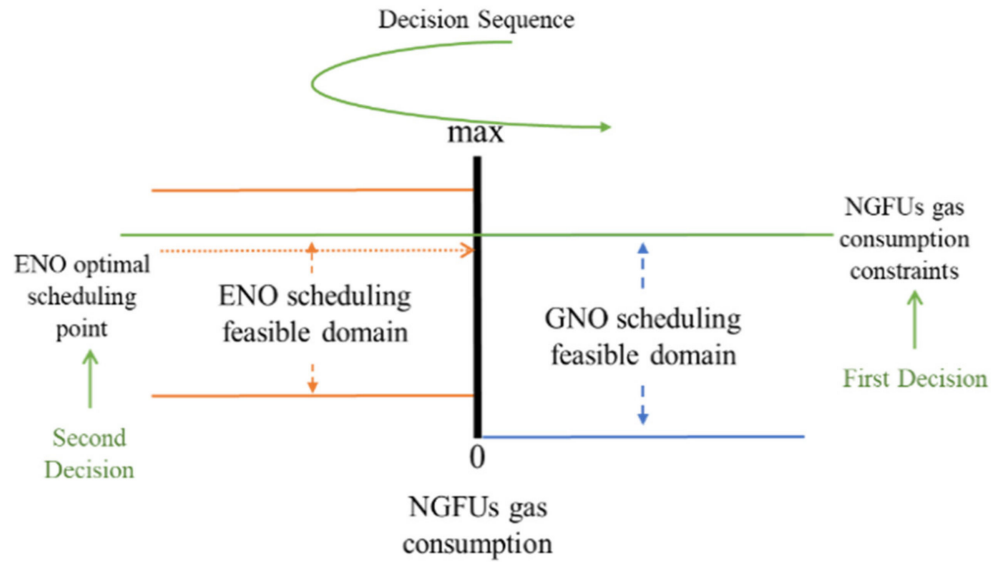 Decision Sequence
max
NGFUs gas
consumption
constraints
ENO optimal
scheduling
point
ENO scheduling
feasible domain
GNO scheduling
feasible domain
First Decision
Second
Decision
0
NGFUs gas
consumption